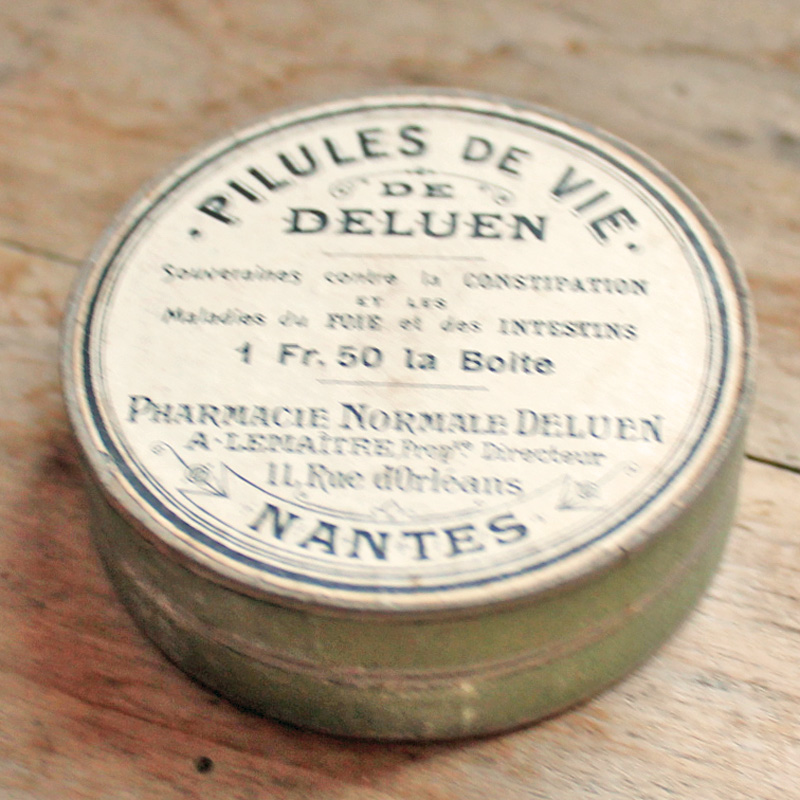 · PILULES DE VIE ·
DE
DELUEN
Souveraines contre la CONSTIPATION
ET LES
Maladies du FOIE et des INTESTINS
1 Fr. 50 la Boîte
PHARMACIE NORMALE DELUEN
A. LEMAÎTRE, Propre Directeur
11, Rue d'Orléans
NANTES